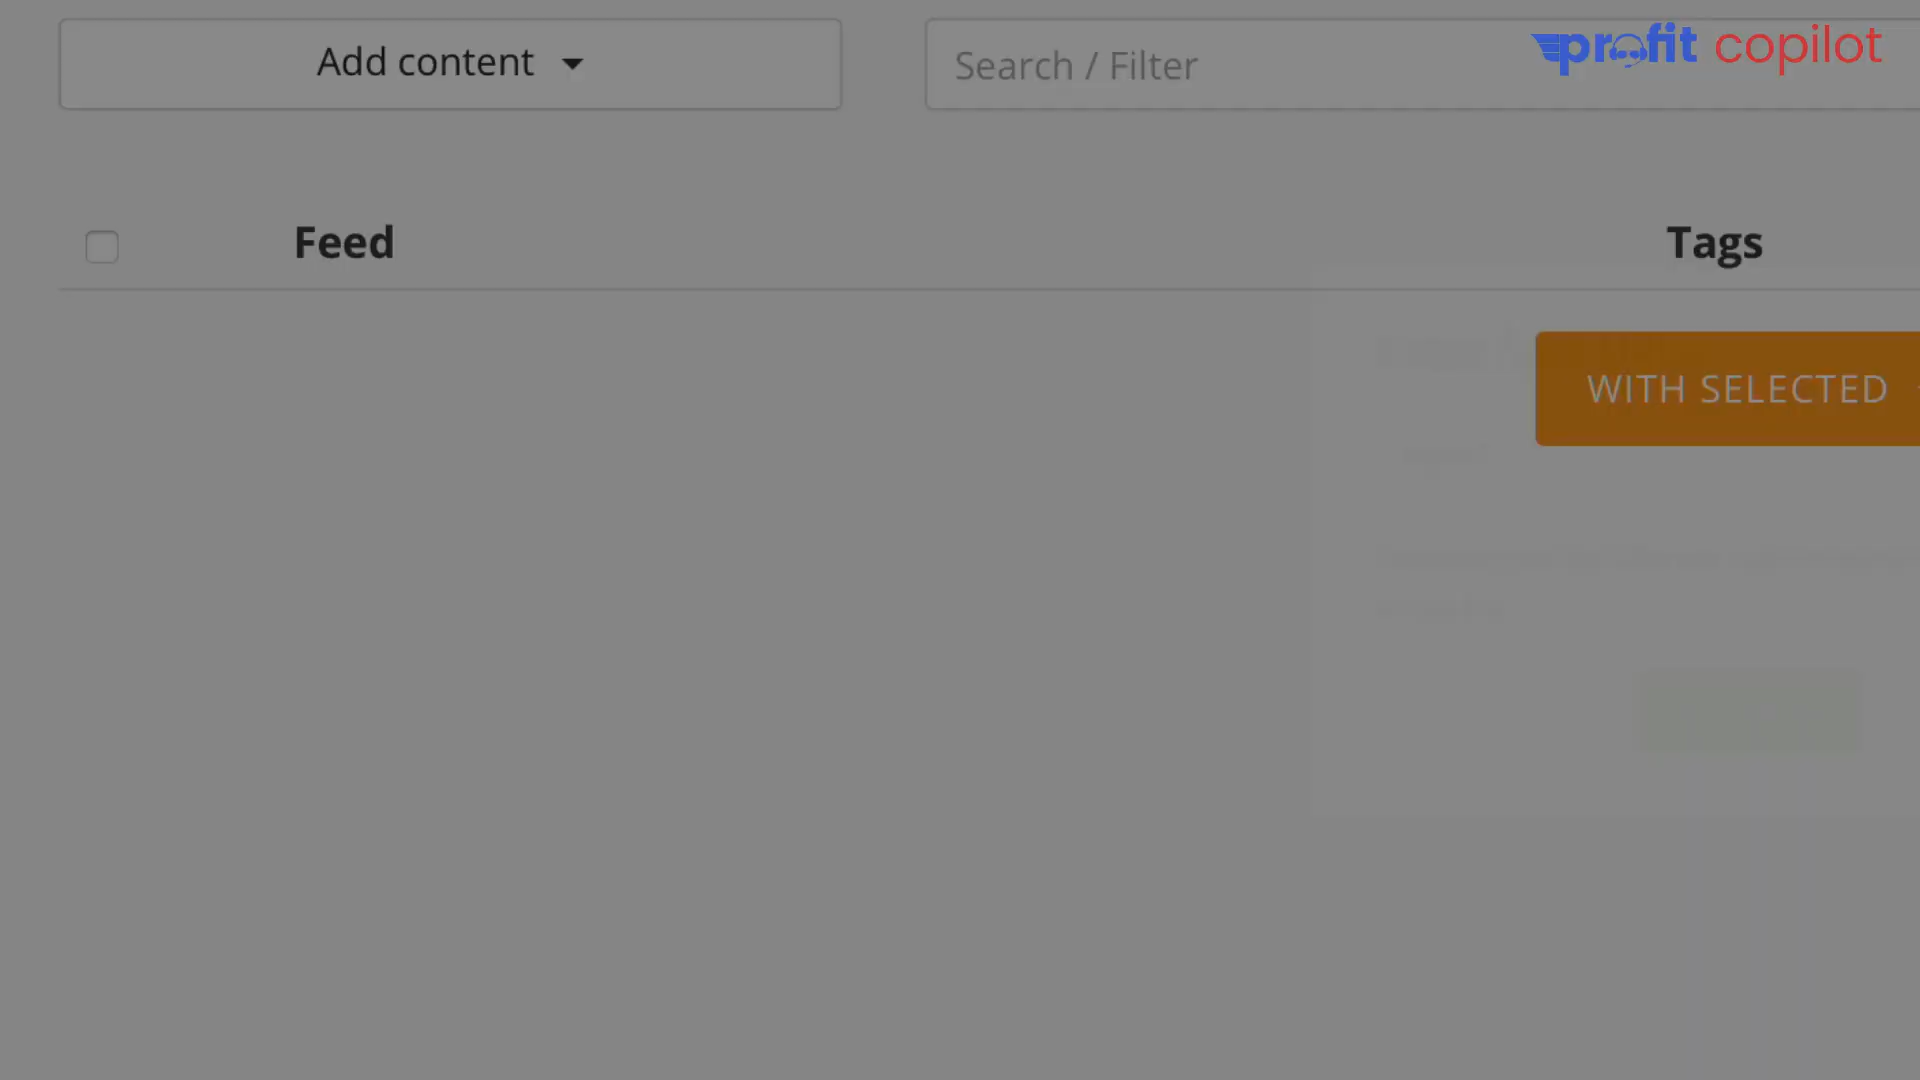 Add content
Search / Filter
profit copilot
Feed
Tags
WITH SELECTED